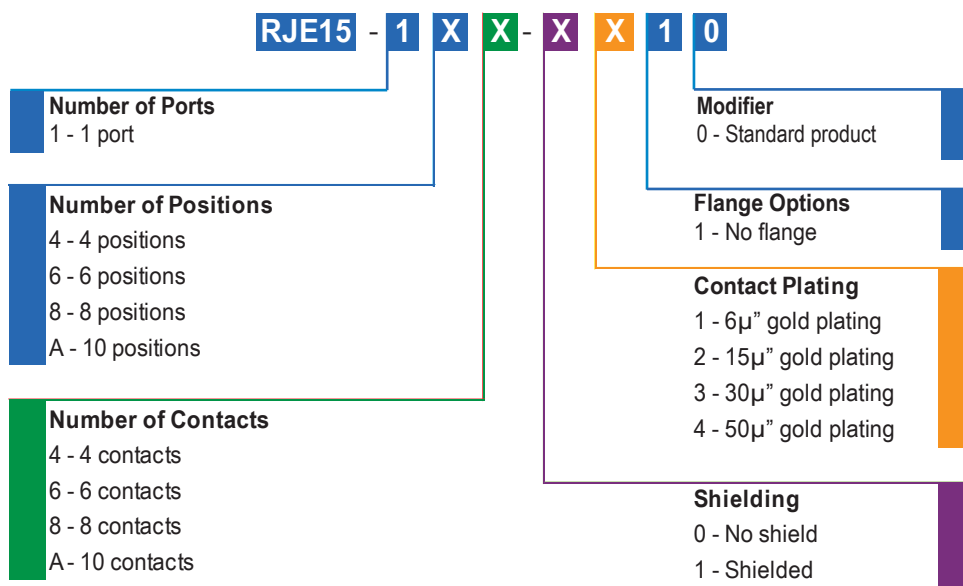 RJE15 - 1 X X - X X 1 0
Number of Ports
1 - 1 port
Number of Positions
4 - 4 positions
6 - 6 positions
8 - 8 positions
A - 10 positions
Number of Contacts
4 - 4 contacts
6 - 6 contacts
8 - 8 contacts
A - 10 contacts
Modifier
0 - Standard product
Flange Options
1 - No flange
Contact Plating
1 - 6µ” gold plating
2 - 15µ” gold plating
3 - 30µ” gold plating
4 - 50µ” gold plating
Shielding
0 - No shield
1 - Shielded